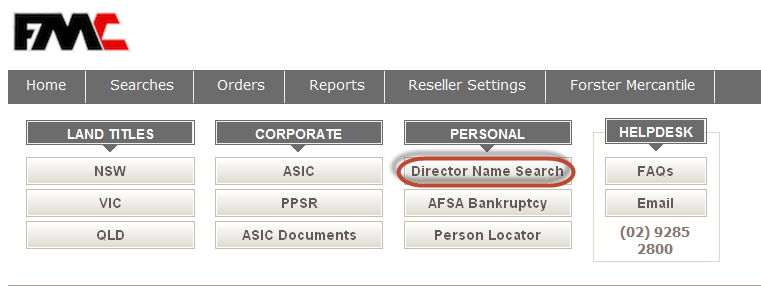 FMC
Home Searches Orders Reports Reseller Settings Forster Mercantile
LAND TITLES
NSW
VIC
QLD
CORPORATE
ASIC
PPSR
ASIC Documents
PERSONAL
Director Name Search
AFSA Bankruptcy
Person Locator
HELPDESK
FAQs
Email
(02) 9285
2800